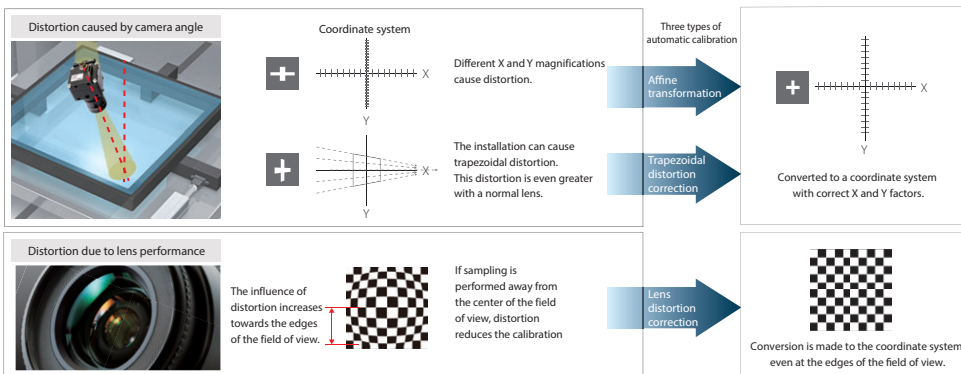 Distortion caused by camera angle
Coordinate system
X
Y
Different X and Y magnifications
cause distortion.
X
Y
The installation can cause
trapezoidal distortion.
This distortion is even greater
with a normal lens.
Three types of
automatic calibration
Affine
transformation
Trapezoidal
distortion
correction
X
Y
Converted to a coordinate system
with correct X and Y factors.
Distortion due to lens performance
The influence of
distortion increases
towards the edges
of the field of view.
If sampling is
performed away from
the center of the field
of view, distortion
reduces the calibration
Lens
distortion
correction
Conversion is made to the coordinate system
even at the edges of the field of view.